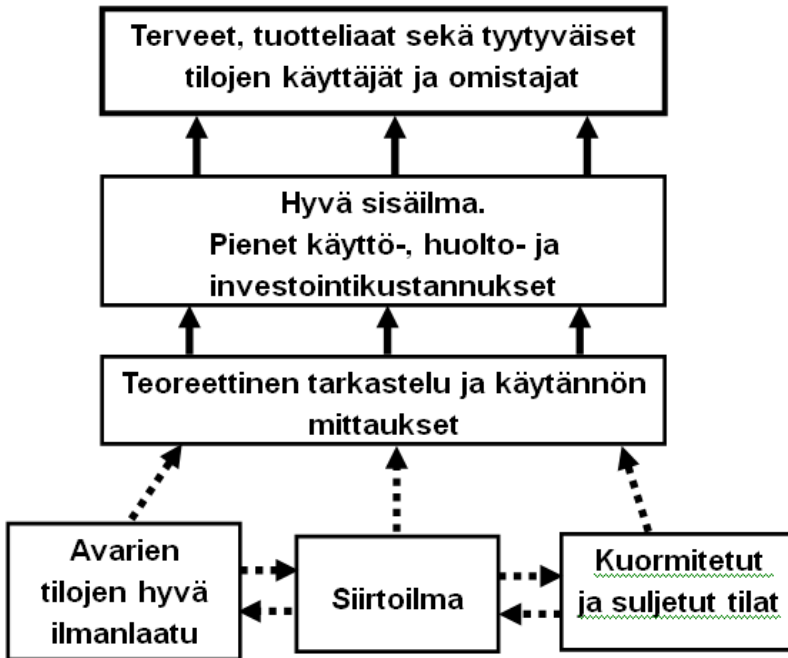 Terveet, tuotteliaat sekä tyytyväiset
tilojen käyttäjät ja omistajat
Hyvä sisäilma.
Pienet käyttö-, huolto- ja
investointikustannukset
Teoreettinen tarkastelu ja käytännön
mittaukset
Avarien
tilojen hyvä
ilmanlaatu
Siirtoilma
Kuormitetut
ja suljetut tilat